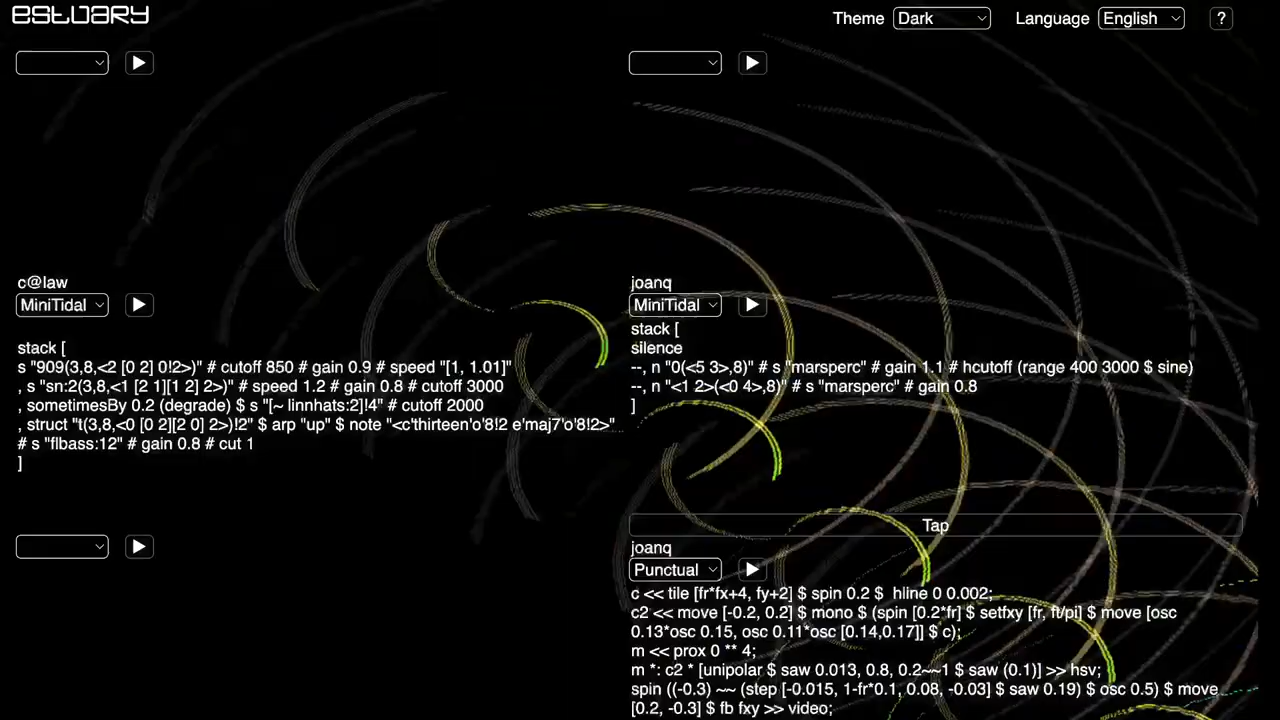 estuary
Theme Dark Language English ?
c@law
MiniTidal
stack [
s "909(3,8,<2 [0 2] 0!2>)" # cutoff 850 # gain 0.9 # speed "[1, 1.01]"
, s "sn:2(3,8,<1 [2 1][1 2] 2>)" # speed 1.2 # gain 0.8 # cutoff 3000
, sometimesBy 0.2 (degrade) $ s "[~ linnhats:2]!4" # cutoff 2000
, struct "t(3,8,<0 [0 2][2 0] 2>)!2" $ arp "up" $ note "<c'thirteen'o'8!2 e'maj7'o'8!2>"
# s "flbass:12" # gain 0.8 # cut 1
]
joanq
MiniTidal
stack [
silence
--, n "0(<5 3>,8)" # s "marsperc" # gain 1.1 # hcutoff (range 400 3000 $ sine)
--, n "<1 2>(<0 4>,8)" # s "marsperc" # gain 0.8
]
Tap
joanq
Punctual
c << tile [fr*fx+4, fy+2] $ spin 0.2 $ hline 0 0.002;
c2 << move [-0.2, 0.2] $ mono $ (spin [0.2*fr] $ setfxy [fr, ft/pi] $ move [osc
0.13*osc 0.15, osc 0.11*osc [0.14,0.17]] $ c);
m << prox 0 ** 4;
m *: c2 * [unipolar $ saw 0.013, 0.8, 0.2~~1 $ saw (0.1)] >> hsv;
spin ((-0.3) ~~ (step [-0.015, 1-fr*0.1, 0.08, -0.03] $ saw 0.19) $ osc 0.5) $ move
[0.2, -0.3] $ fb fxy >> video;